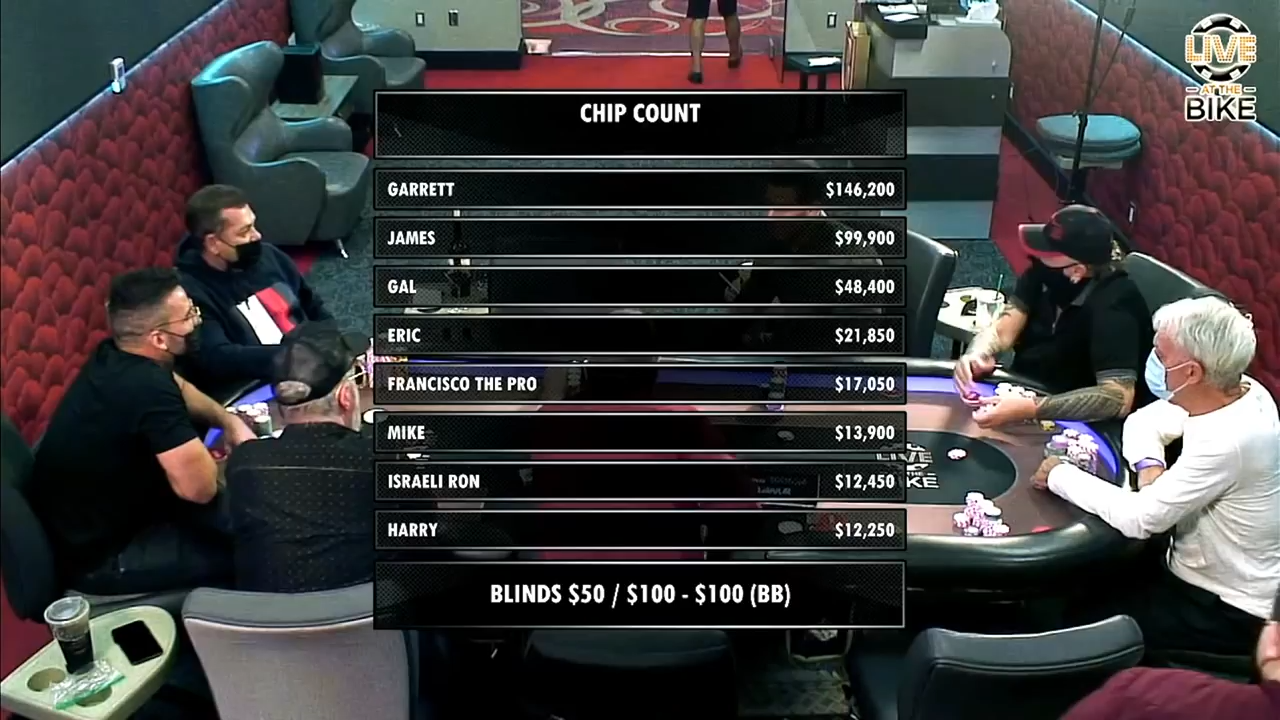 LIVE
AT THE
BIKE
CHIP COUNT
GARRETT $146,200
JAMES $99,900
GAL $48,400
ERIC $21,850
FRANCISCO THE PRO $17,050
MIKE $13,900
ISRAELI RON $12,450
HARRY $12,250
BLINDS $50 / $100 - $100 (BB)
LIVE
BIKE